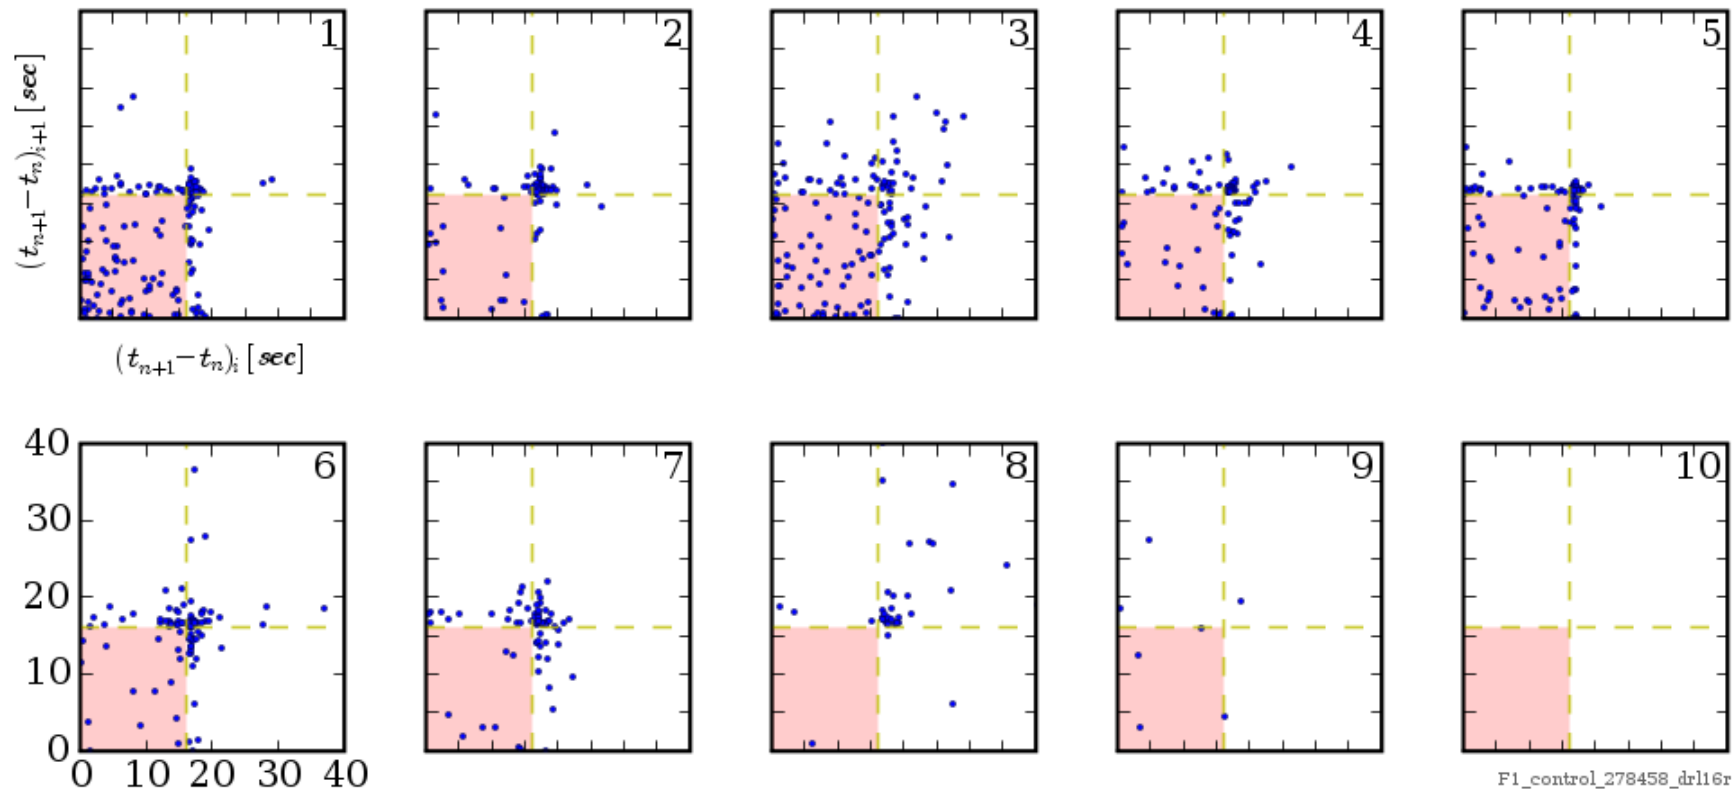 1 2 3 4 5
(t_{n+1}−t_n)_{i+1} [sec]
(t_{n+1}−t_n)_i [sec]
6 7 8 9 10
40
30
20
10
0
0 10 20 30 40
F1_control_278458_drl16r